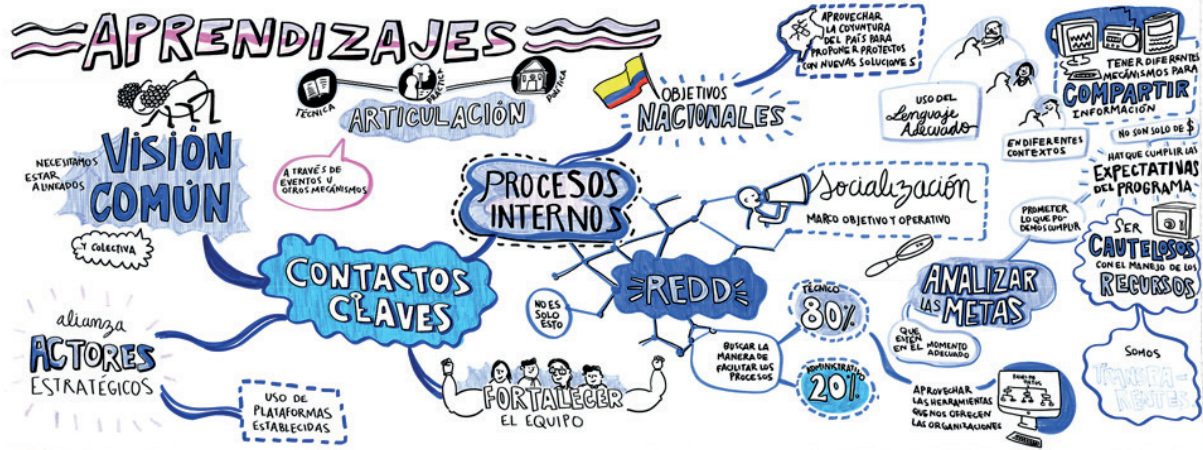 APRENDIZAJES
NECESITAMOS
ESTAR
ALINEADOS
VISIÓN
COMÚN
Y COLECTIVA
TÉCNICA
PRÁCTICA
POLÍTICA
ARTICULACIÓN
A TRAVÉS DE
EVENTOS U
OTROS MECÁNISMOS
OBJETIVOS
NACIONALES
APROVECHAR
LA COYUNTURA
DEL PAÍS PARA
PROPONER PROYECTOS
CON NUEVAS SOLUCIONES
PROCESOS
INTERNOS
CONTACTOS
CLAVES
alianza
ACTORES
ESTRATÉGICOS
USO DE
PLATAFORMAS
ESTABLECIDAS
FORTALECER
EL EQUIPO
NO ES
SOLO
ESTO
REDD
Socialización
MARCO OBJETIVO Y OPERATIVO
BUSCAR LA
MANERA DE
FACILITAR LOS
PROCESOS
TÉCNICO
80%
ADMINISTRATIVO
20%
APROVECHAR
LAS HERRAMIENTAS
QUE NOS OFRECEN
LAS ORGANIZACIONES
USO DEL
Lenguaje
Adecuado
EN DIFERENTES
CONTEXTOS
TENER DIFERENTES
MECÁNISMOS PARA
COMPARTIR
INFORMACIÓN
NO SON SOLO DE $
HAY QUE CUMPLIR LAS
EXPECTATIVAS
DEL PROGRAMA
PROMETER
LO QUE PO-
DEMOS CUMPLIR
ANALIZAR
LAS METAS
QUE
ESTÉN
EN EL MOMENTO
ADECUADO
SER
CAUTELOSOS
CON EL MANEJO DE LOS
RECURSOS
SOMOS
TRANSPA-
RENTES